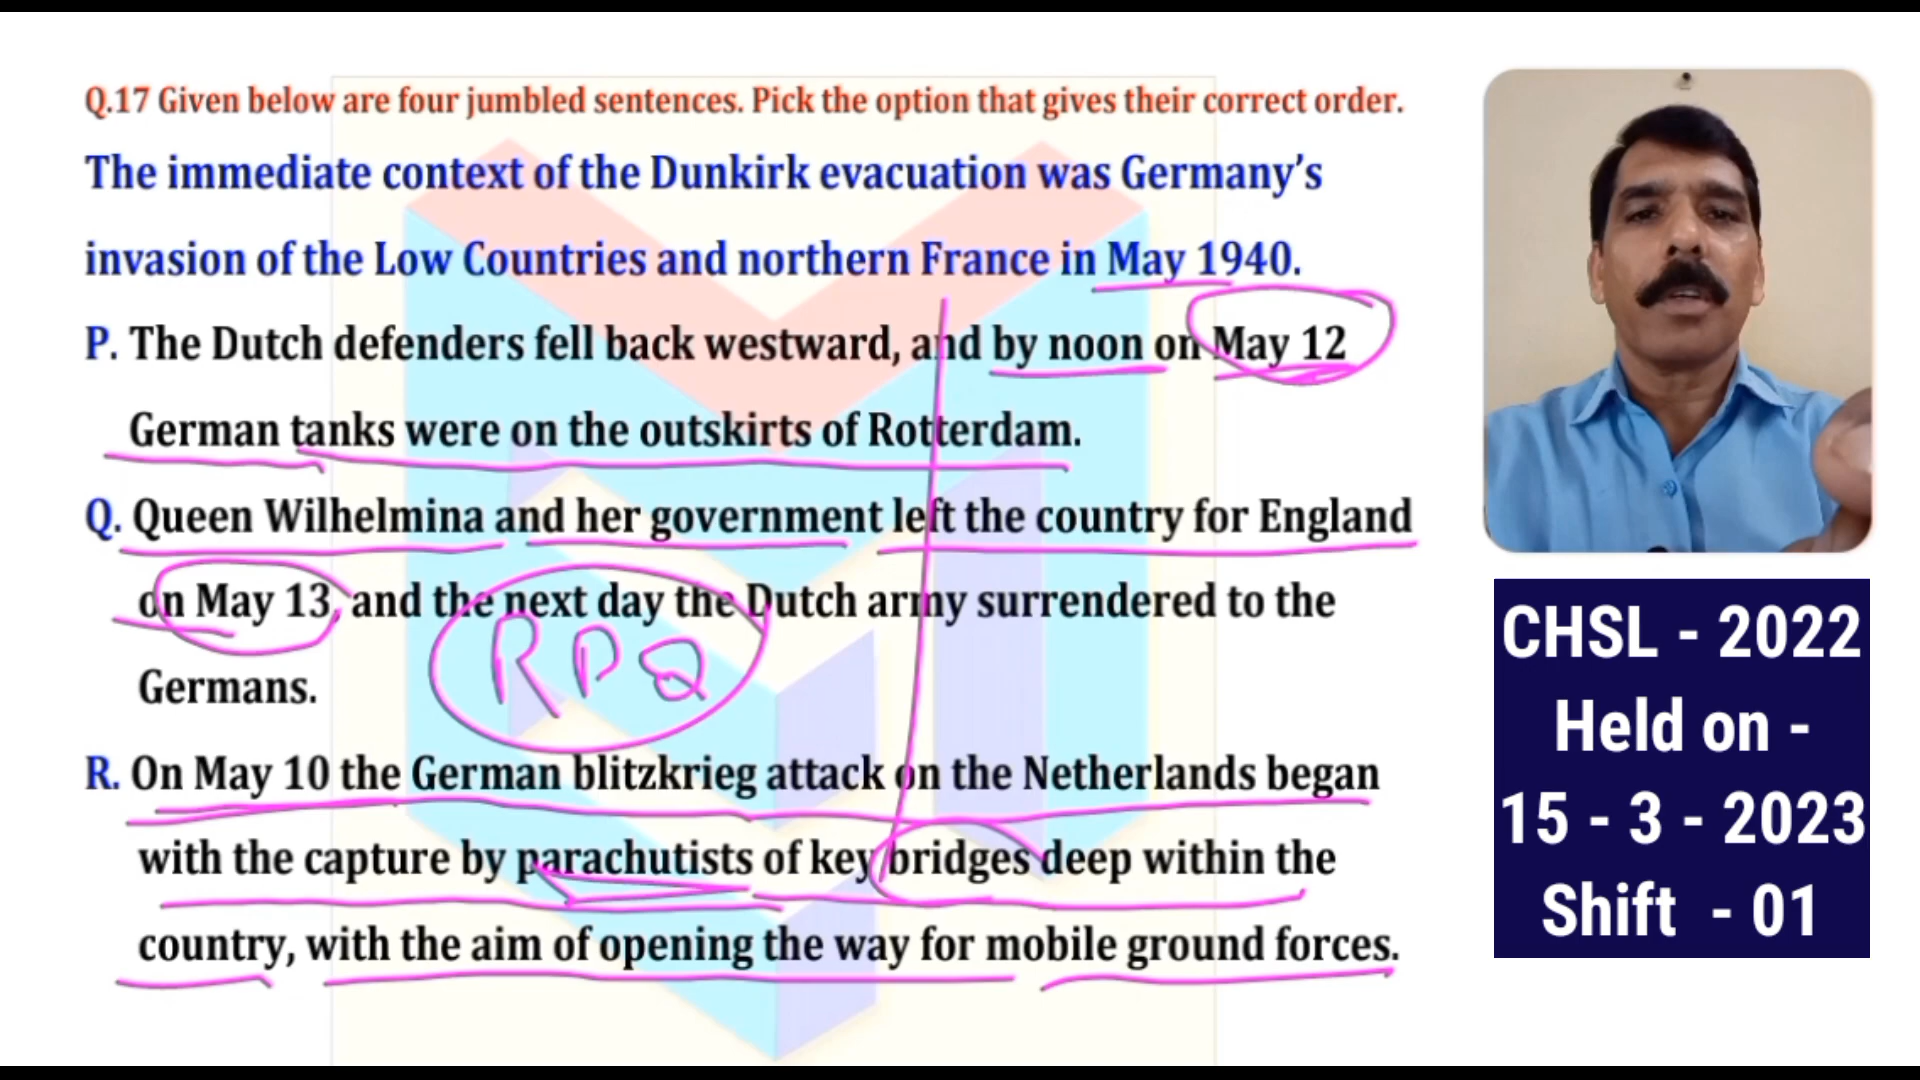 Q.17 Given below are four jumbled sentences. Pick the option that gives their correct order.
The immediate context of the Dunkirk evacuation was Germany's
invasion of the Low Countries and northern France in May 1940.
P. The Dutch defenders fell back westward, and by noon on May 12
German tanks were on the outskirts of Rotterdam.
Q. Queen Wilhelmina and her government left the country for England
on May 13, and the next day the Dutch army surrendered to the
Germans.
RPQ
R. On May 10 the German blitzkrieg attack on the Netherlands began
with the capture by parachutists of key bridges deep within the
country, with the aim of opening the way for mobile ground forces.
CHSL - 2022
Held on -
15 - 3 - 2023
Shift - 01